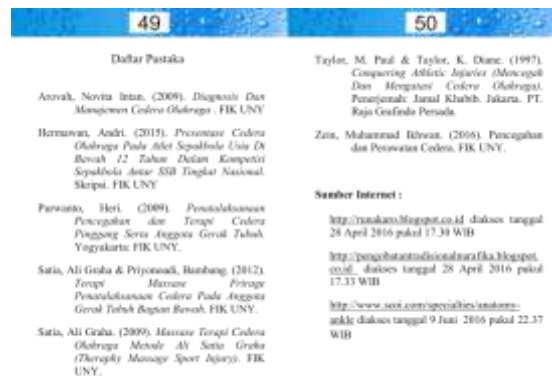 49
Daftar Pustaka
Arovah, Novita Intan. (2009). Diagnosis Dan
Manajemen Cedera Olahraga . FIK UNY
Hermawan, Andri. (2015). Presentase Cedera
Olahraga Pada Atlet Sepakbola Usia Di
Bawah 12 Tahun Dalam Kompetisi
Sepakbola Antar SSB Tingkat Nasional.
Skripsi. FIK UNY
Purwanto, Heri. (2009). Penatalaksanaan
Pencegahan dan Terapi Cedera
Pinggang Serta Anggota Gerak Tubuh.
Yogyakarta: FIK UNY.
Satia, Ali Graha & Priyonoadi, Bambang. (2012).
Terapi Massase Frirage
Penatalaksanaan Cedera Pada Anggota
Gerak Tubuh Bagian Bawah. FIK UNY.
Satia, Ali Graha. (2009). Massase Terapi Cedera
Olahraga Metode Ali Satia Graha
(Theraphy Massage Sport Injury). FIK
UNY.
50
Taylor, M. Paul & Taylor, K. Diane. (1997).
Conquering Athletic Injuries (Mencegah
Dan Mengatasi Cedera Olahraga).
Penerjemah: Jamal Khabib. Jakarta. PT.
Raja Grafindo Persada.
Zein, Muhammad Ikhwan. (2016). Pencegahan
dan Perawatan Cedera. FIK UNY.
Sumber Internet :
http://runakaro.blogspot.co.id diakses tanggal
28 April 2016 pukul 17.30 WIB
http://pengobatantradisionalnurafika.blogspot.
co.id diakses tanggal 28 April 2016 pukul
17.33 WIB
http://www.seoi.com/specialties/anatomy-
ankle diakses tanggal 9 Juni 2016 pukul 22.37
WIB